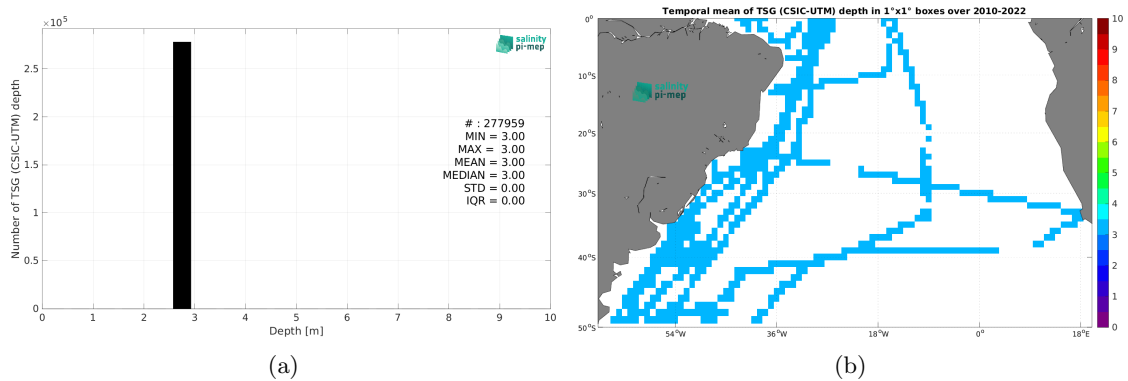 ×10⁵
Number of TSG (CSIC-UTM) depth
2.5
2
1.5
1
0.5
0
0 1 2 3 4 5 6 7 8 9 10
Depth [m]
salinity
pi-mep
# : 277959
MIN = 3.00
MAX = 3.00
MEAN = 3.00
MEDIAN = 3.00
STD = 0.00
IQR = 0.00
(a)
Temporal mean of TSG (CSIC-UTM) depth in 1°x1° boxes over 2010-2022
0°
10°S
20°S
30°S
40°S
50°S
54°W 36°W 18°W 0° 18°E
salinity
pi-mep
10
9
8
7
6
5
4
3
2
1
0
(b)